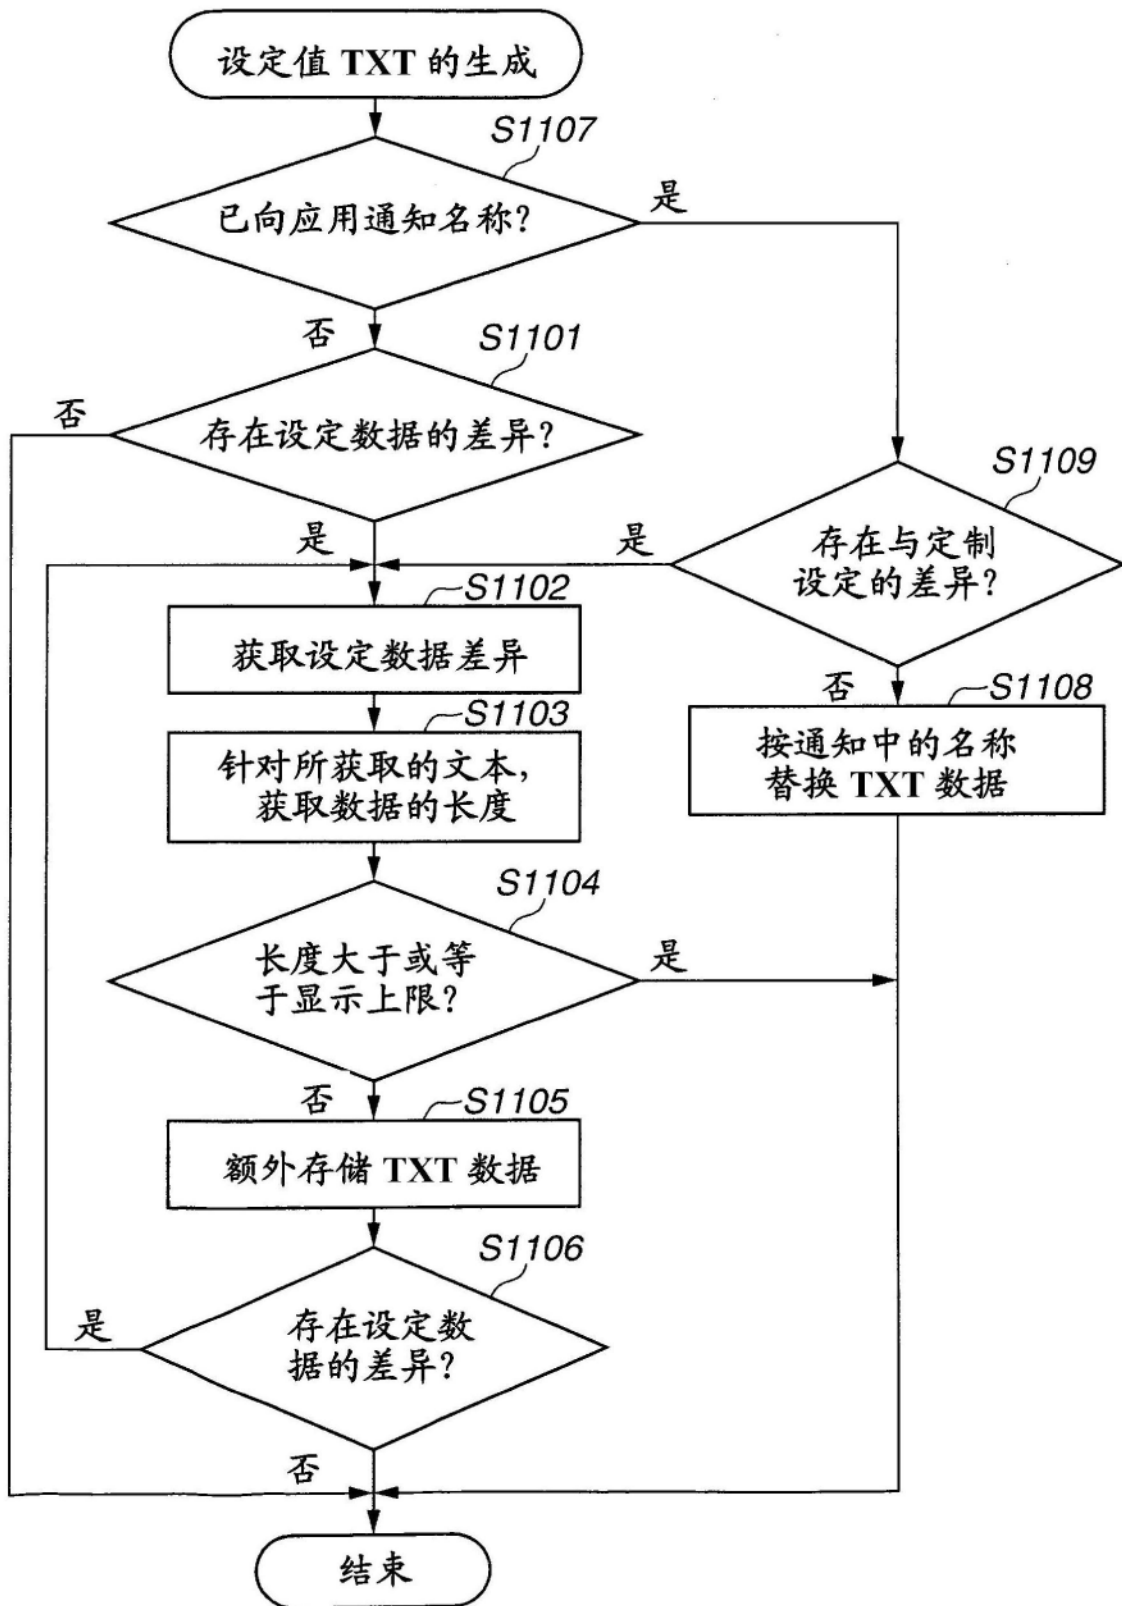 设定值 TXT 的生成
S1107
已向应用通知名称？
是
否
S1101
否
存在设定数据的差异？
S1109
是
是
存在与定制
设定的差异？
S1102
获取设定数据差异
否
S1108
S1103
按通知中的名称
替换 TXT 数据
针对所获取的文本，
获取数据的长度
S1104
长度大于或等
于显示上限？
是
否
S1105
额外存储 TXT 数据
S1106
是
存在设定数
据的差异？
否
结束